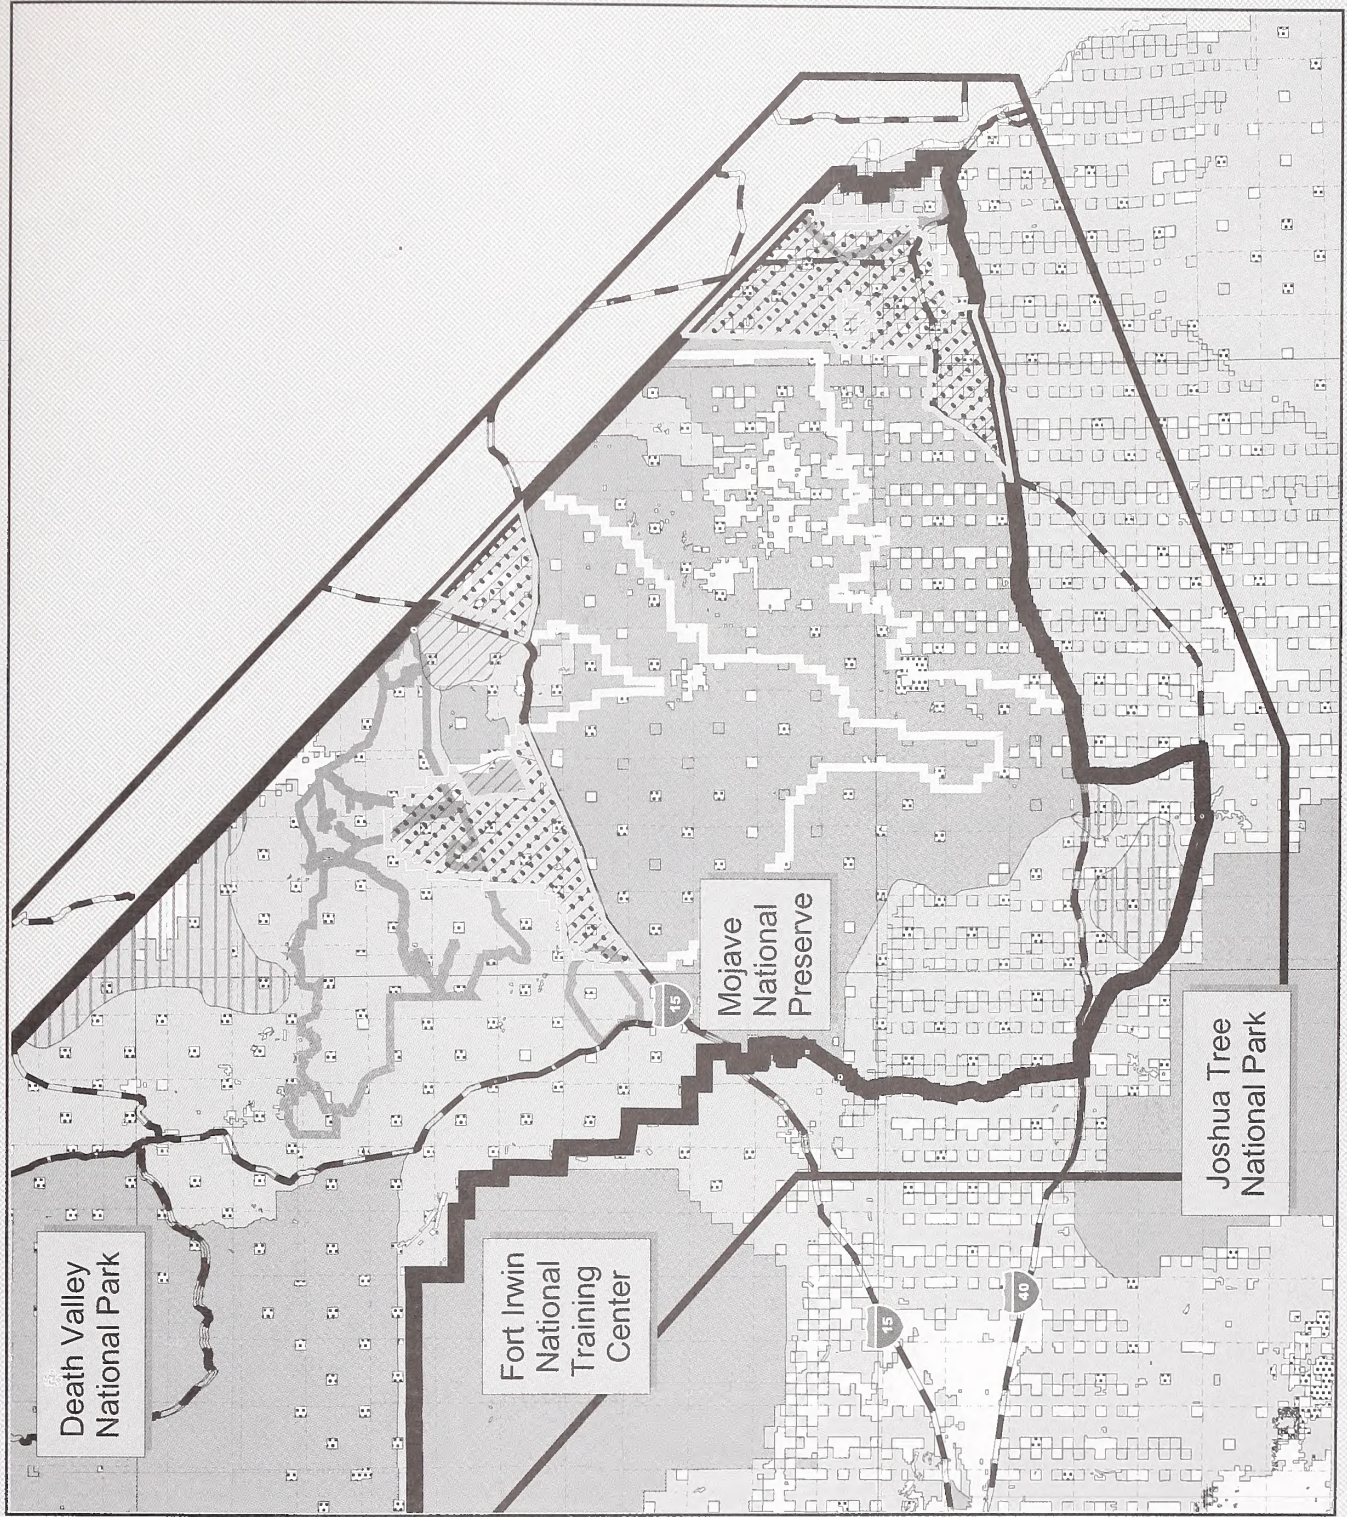 Death Valley
National Park
Fort Irwin
National
Training
Center
Mojave
National
Preserve
Joshua Tree
National Park
15
15
40